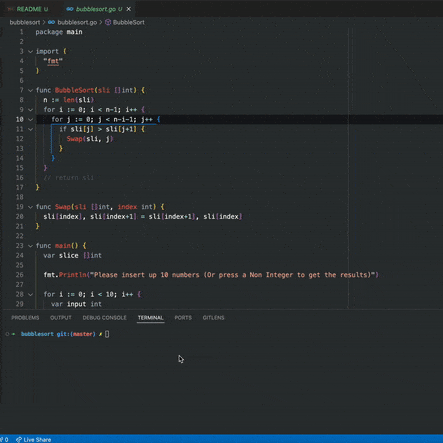 README U bubblesort.go U
bubblesort > bubblesort.go > BubbleSort
1 package main
2
3 import (
4 "fmt"
5 )
6
7 func BubbleSort(sli []int) {
8 n := len(sli)
9 for i := 0; i < n-1; i++ {
10 for j := 0; j < n-i-1; j++ {
11 if sli[j] > sli[j+1] {
12 Swap(sli, j)
13 }
14 }
15 }
16 // return sli
17 }
18
19 func Swap(sli []int, index int) {
20 sli[index], sli[index+1] = sli[index+1], sli[index]
21 }
22
23 func main() {
24 var slice []int
25
26 fmt.Println("Please insert up 10 numbers (Or press a Non Integer to get the results)")
27
28 for i := 0; i < 10; i++ {
29 var input int
PROBLEMS OUTPUT DEBUG CONSOLE TERMINAL PORTS GITLENS
bubblesort git:(master) ✗
0 Live Share